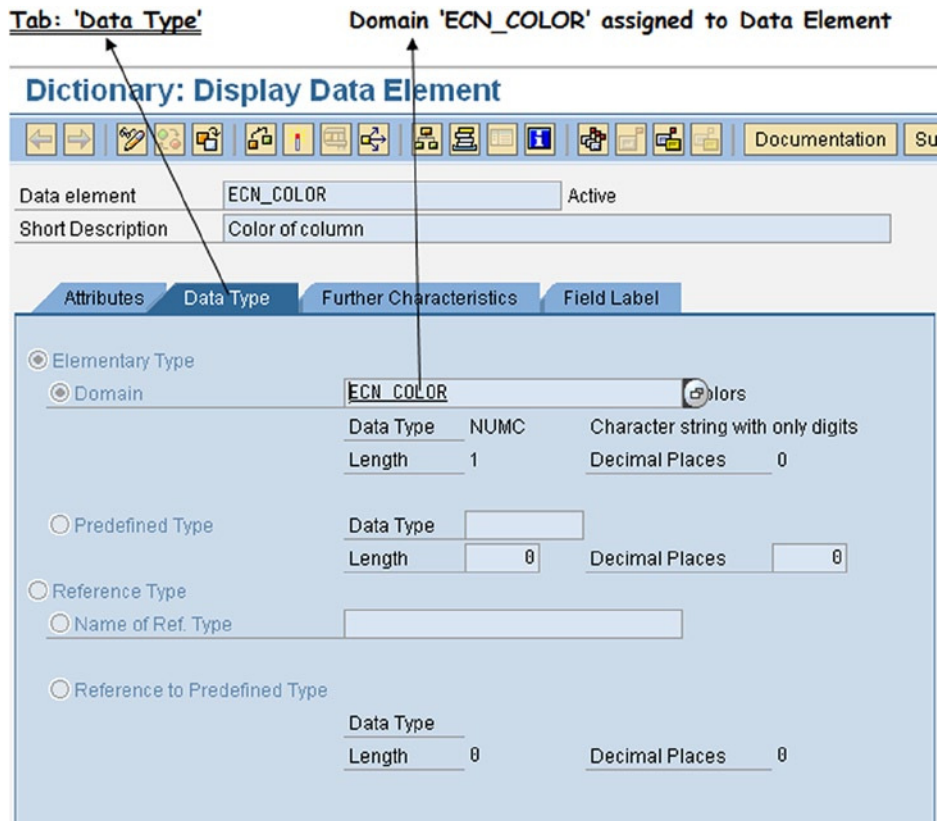 Tab: 'Data Type' Domain 'ECN_COLOR' assigned to Data Element
Dictionary: Display Data Element
Documentation Su
Data element ECN_COLOR Active
Short Description Color of column
Attributes Data Type Further Characteristics Field Label
Elementary Type
Domain ECN_COLOR olors
Data Type NUMC Character string with only digits
Length 1 Decimal Places 0
Predefined Type Data Type
Length 0 Decimal Places 0
Reference Type
Name of Ref. Type
Reference to Predefined Type
Data Type
Length 0 Decimal Places 0